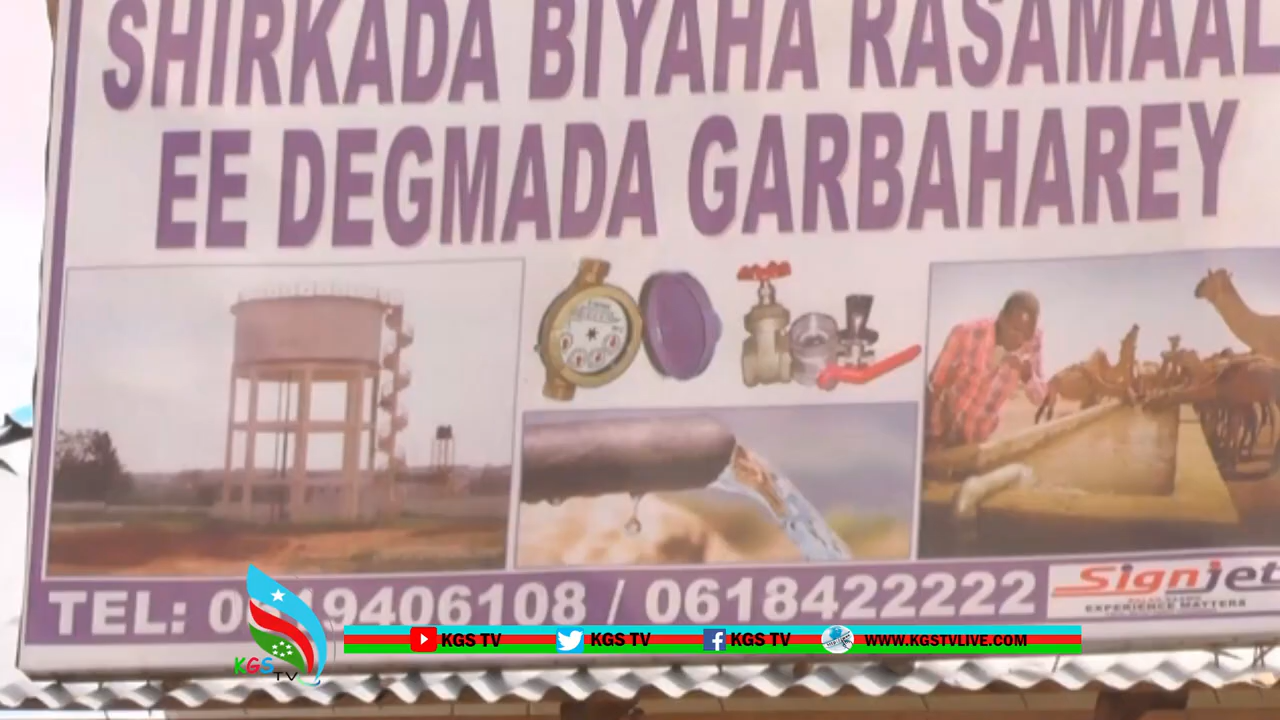 SHIRKADA BIYAHA RASAMAAL
EE DEGMADA GARBAHAREY
TEL: 0619406108 / 0618422222
Signjet
EXPERIENCE MATTERS
KGS TV
KGS TV
KGS TV
KGS TV
WWW.KGSTVLIVE.COM